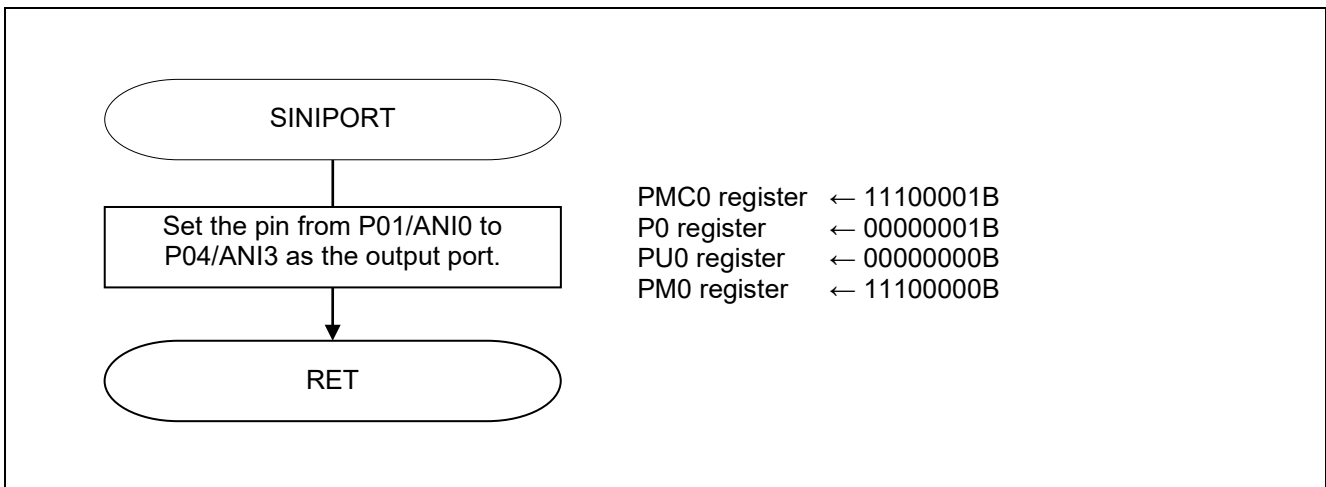 SINIPORT
Set the pin from P01/ANI0 to
P04/ANI3 as the output port.
RET
PMC0 register ← 11100001B
P0 register ← 00000001B
PU0 register ← 00000000B
PM0 register ← 11100000B